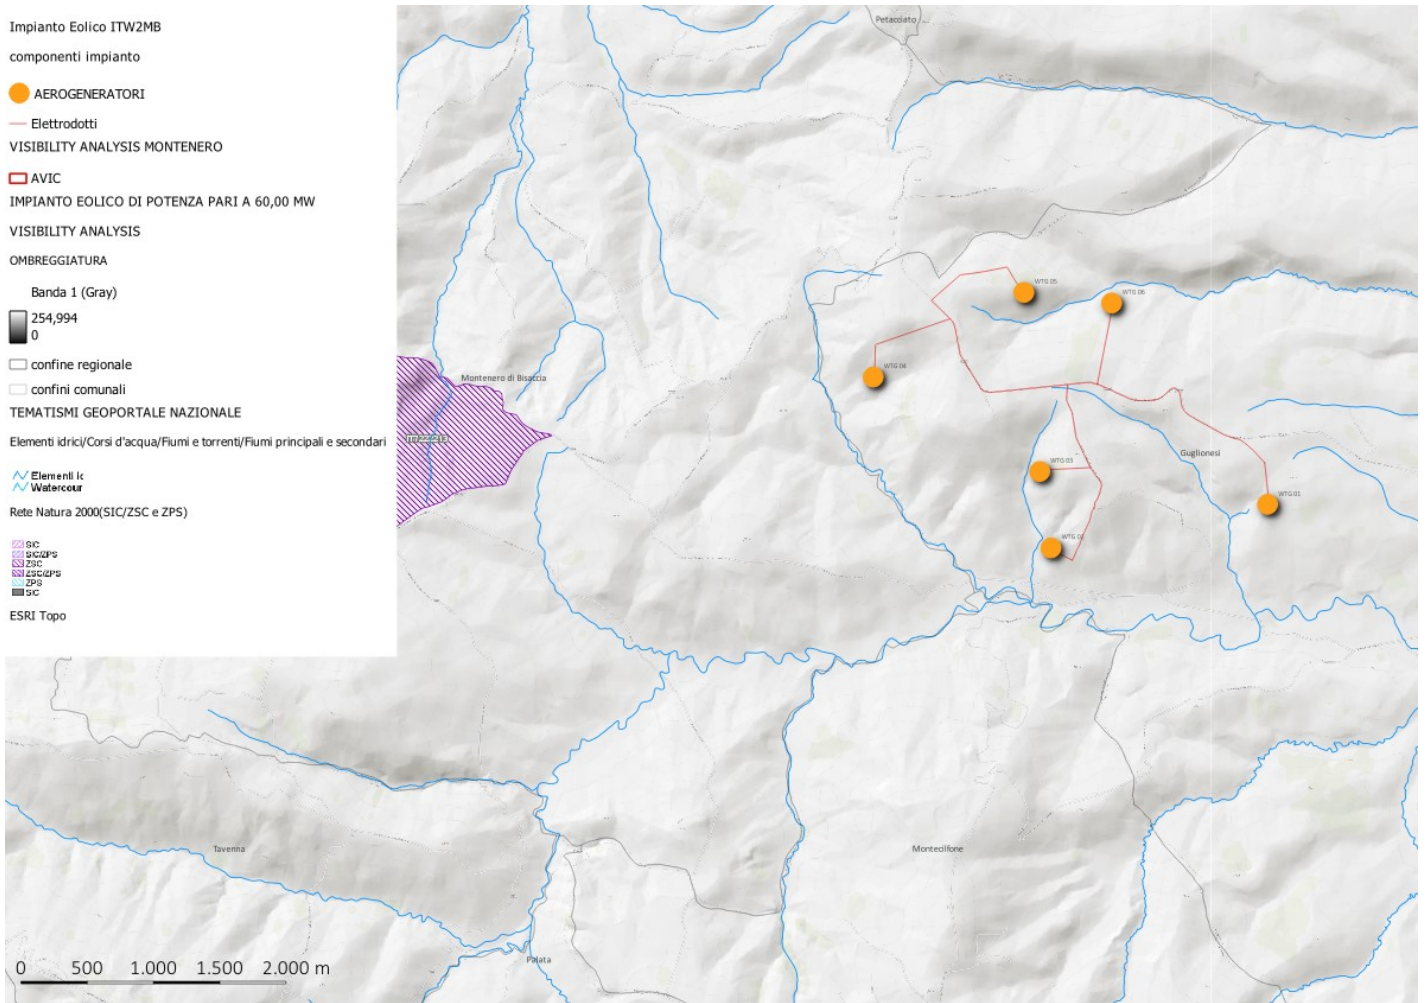 Impianto Eolico ITW2MB
componenti impianto
AEROGENERATORI
Elettrodotti
VISIBILITY ANALYSIS MONTENERO
AVIC
IMPIANTO EOLICO DI POTENZA PARI A 60,00 MW
VISIBILITY ANALYSIS
OMBREGGIATURA
Banda 1 (Gray)
254,994
0
confine regionale
confini comunali
TEMATISMI GEOPORTALE NAZIONALE
Elementi idrici/Corsi d'acqua/Fiumi e torrenti/Fiumi principali e secondari
Elementi ic
Watercour
Rete Natura 2000(SIC/ZSC e ZPS)
SIC
SIC/ZPS
ZSC
ZSC/ZPS
ZPS
SIC
ESRI Topo
Petacciato
WTG 05
WTG 06
WTG 04
Montenero di Bisaccia
Guglionesi
WTG 03
WTG 01
WTG 02
Tavenna
Montecilfone
Palata
0 500 1.000 1.500 2.000 m